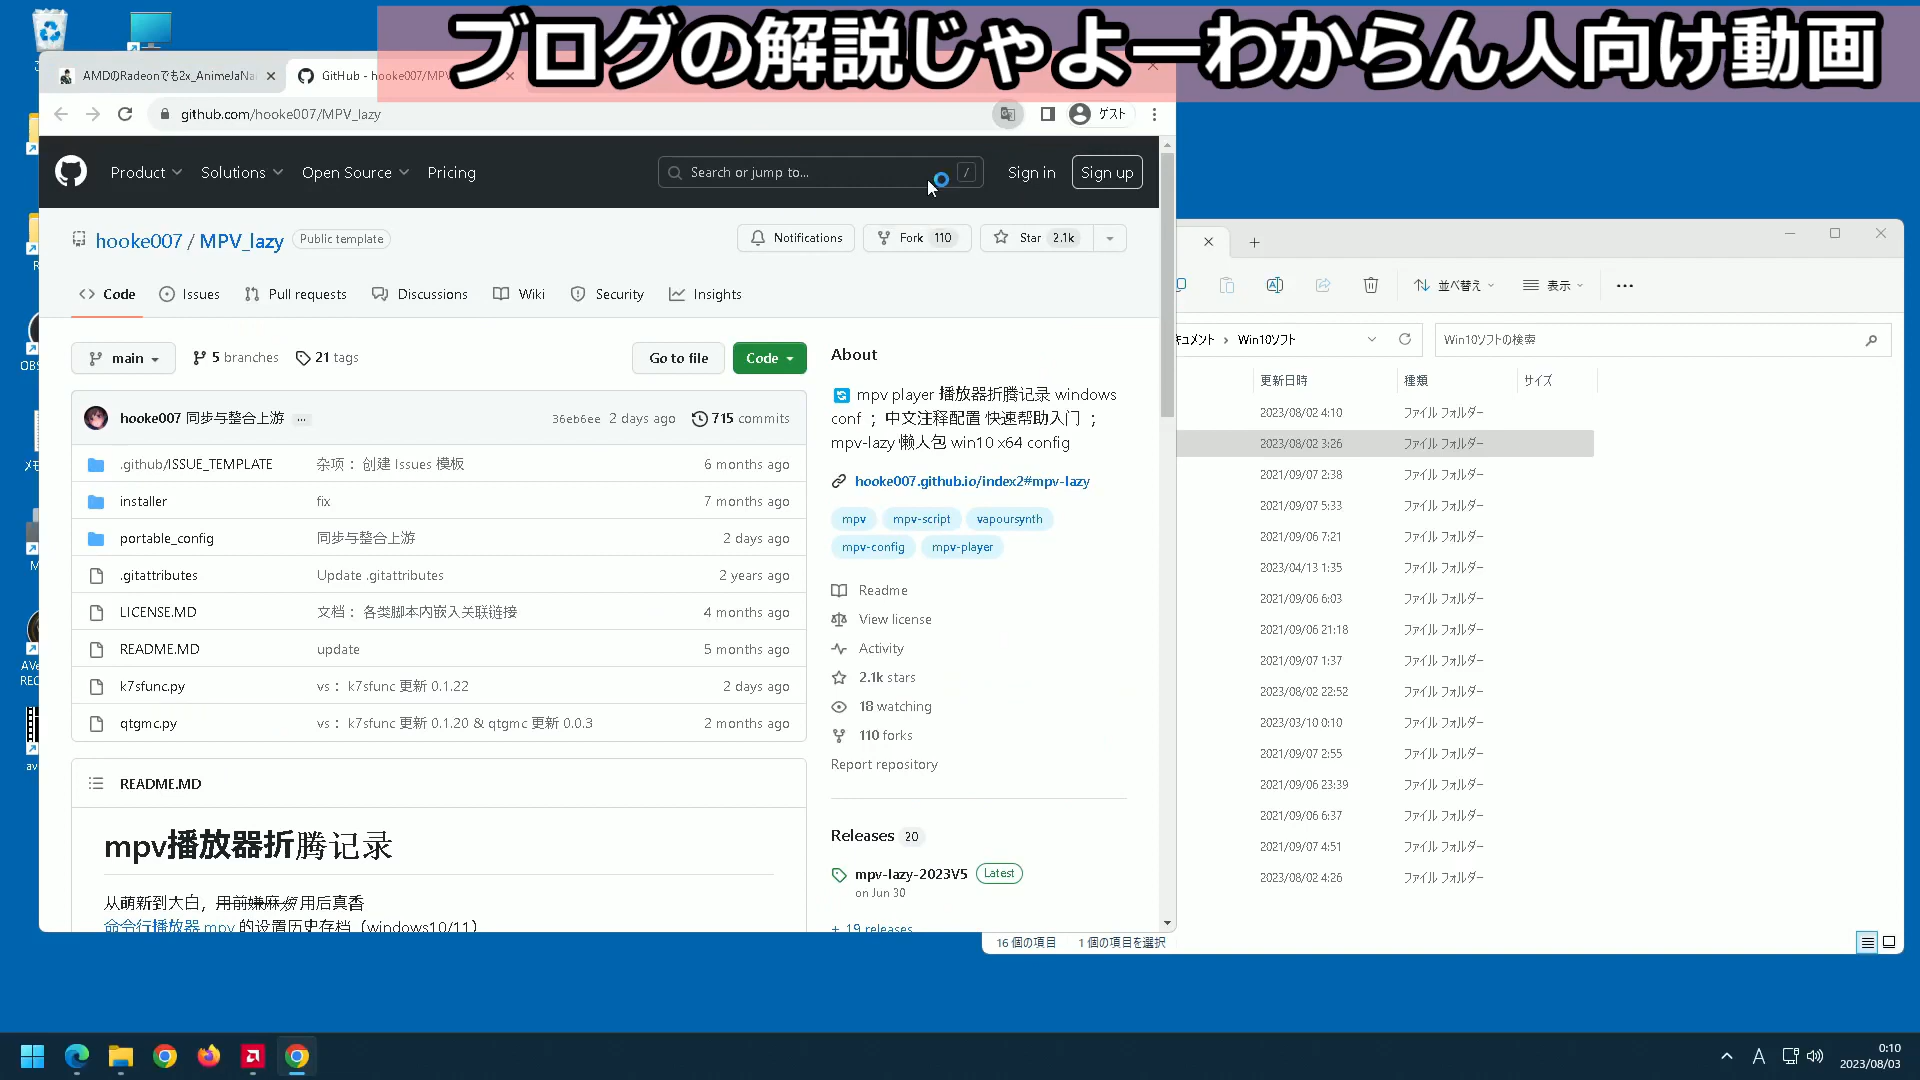 ブログの解説じゃよーわからん人向け動画
AMDのRadeonでも2x_AnimeJaNa
GitHub - hooke007/MPV
github.com/hooke007/MPV_lazy
ゲスト
Product
Solutions
Open Source
Pricing
Search or jump to...
/
Sign in
Sign up
hooke007 / MPV_lazy
Public template
Notifications
Fork 110
Star 2.1k
Code
Issues
Pull requests
Discussions
Wiki
Security
Insights
main
5 branches
21 tags
Go to file
Code
hooke007 同步与整合上游 ...
36eb6ee 2 days ago
715 commits
.github/ISSUE_TEMPLATE 杂项： 创建 Issues 模板 6 months ago
installer fix 7 months ago
portable_config 同步与整合上游 2 days ago
.gitattributes Update .gitattributes 2 years ago
LICENSE.MD 文档： 各类脚本内嵌入关联链接 4 months ago
README.MD update 5 months ago
k7sfunc.py vs： k7sfunc 更新 0.1.22 2 days ago
qtgmc.py vs： k7sfunc 更新 0.1.20 & qtgmc 更新 0.0.3 2 months ago
README.MD
mpv播放器折腾记录
从萌新到大白，用前嫌麻烦 用后真香
命令行播放器 mpv 的设置历史存档（windows10/11）
About
mpv player 播放器折腾记录 windows
conf ；中文注释配置 快速帮助入门 ；
mpv-lazy 懒人包 win10 x64 config
hooke007.github.io/index2#mpv-lazy
mpv
mpv-script
vapoursynth
mpv-config
mpv-player
Readme
View license
Activity
2.1k stars
18 watching
110 forks
Report repository
Releases 20
mpv-lazy-2023V5 Latest
on Jun 30
+ 19 releases
並べ替え
表示
キュメント › Win10ソフト
Win10ソフトの検索
更新日時 種類 サイズ
2023/08/02 4:10 ファイル フォルダー
2023/08/02 3:26 ファイル フォルダー
2021/09/07 2:38 ファイル フォルダー
2021/09/07 5:33 ファイル フォルダー
2021/09/06 7:21 ファイル フォルダー
2023/04/13 1:35 ファイル フォルダー
2021/09/06 6:03 ファイル フォルダー
2021/09/06 21:18 ファイル フォルダー
2021/09/07 1:37 ファイル フォルダー
2023/08/02 22:52 ファイル フォルダー
2023/03/10 0:10 ファイル フォルダー
2021/09/07 2:55 ファイル フォルダー
2021/09/06 23:39 ファイル フォルダー
2021/09/06 6:37 ファイル フォルダー
2021/09/07 4:51 ファイル フォルダー
2023/08/02 4:26 ファイル フォルダー
16 個の項目
1 個の項目を選択
OBS
メモ
AVe
REC
av
A
0:10
2023/08/03